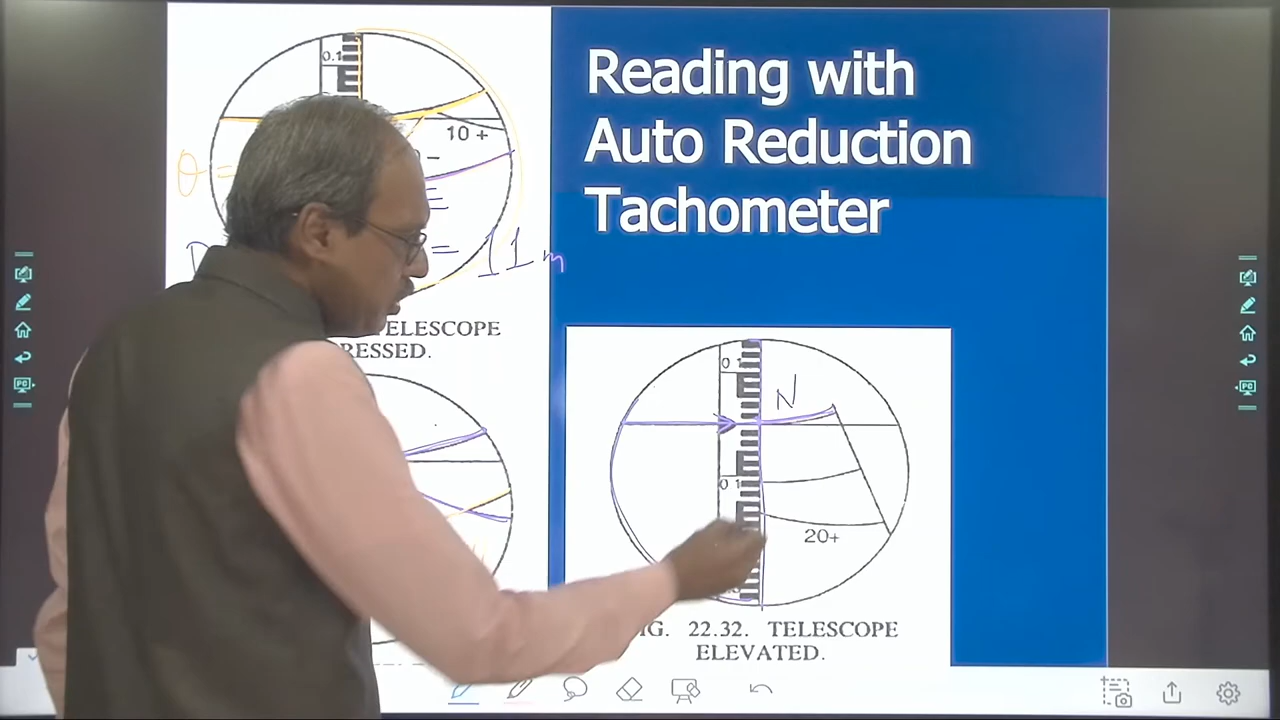 0.1
10 +
θ =
= 11 m
TELESCOPE
RESSED.
Reading with
Auto Reduction
Tachometer
0 1
N
0 1
20+
IG. 22.32. TELESCOPE
ELEVATED.